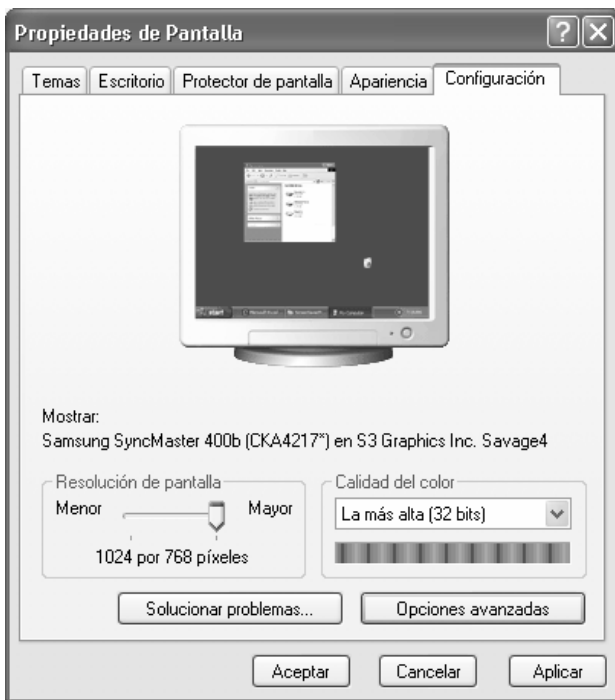 Propiedades de Pantalla
Temas Escritorio Protector de pantalla Apariencia Configuración
start
Mostrar:
Samsung SyncMaster 400b (CKA4217*) en S3 Graphics Inc. Savage4
Resolución de pantalla
Menor Mayor
1024 por 768 píxeles
Calidad del color
La más alta (32 bits)
Solucionar problemas... Opciones avanzadas
Aceptar Cancelar Aplicar